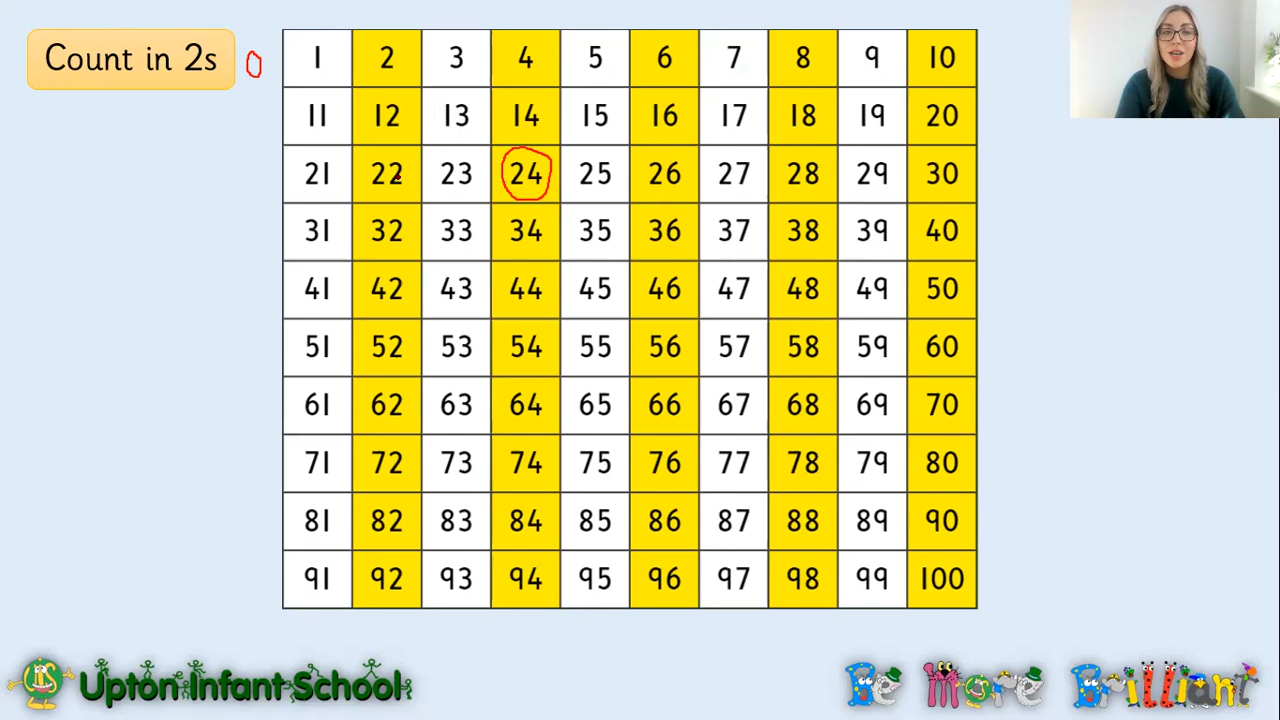 Count in 2s
0
1 2 3 4 5 6 7 8 9 10
11 12 13 14 15 16 17 18 19 20
21 22 23 24 25 26 27 28 29 30
31 32 33 34 35 36 37 38 39 40
41 42 43 44 45 46 47 48 49 50
51 52 53 54 55 56 57 58 59 60
61 62 63 64 65 66 67 68 69 70
71 72 73 74 75 76 77 78 79 80
81 82 83 84 85 86 87 88 89 90
91 92 93 94 95 96 97 98 99 100
Upton Infant School
Be More Brilliant